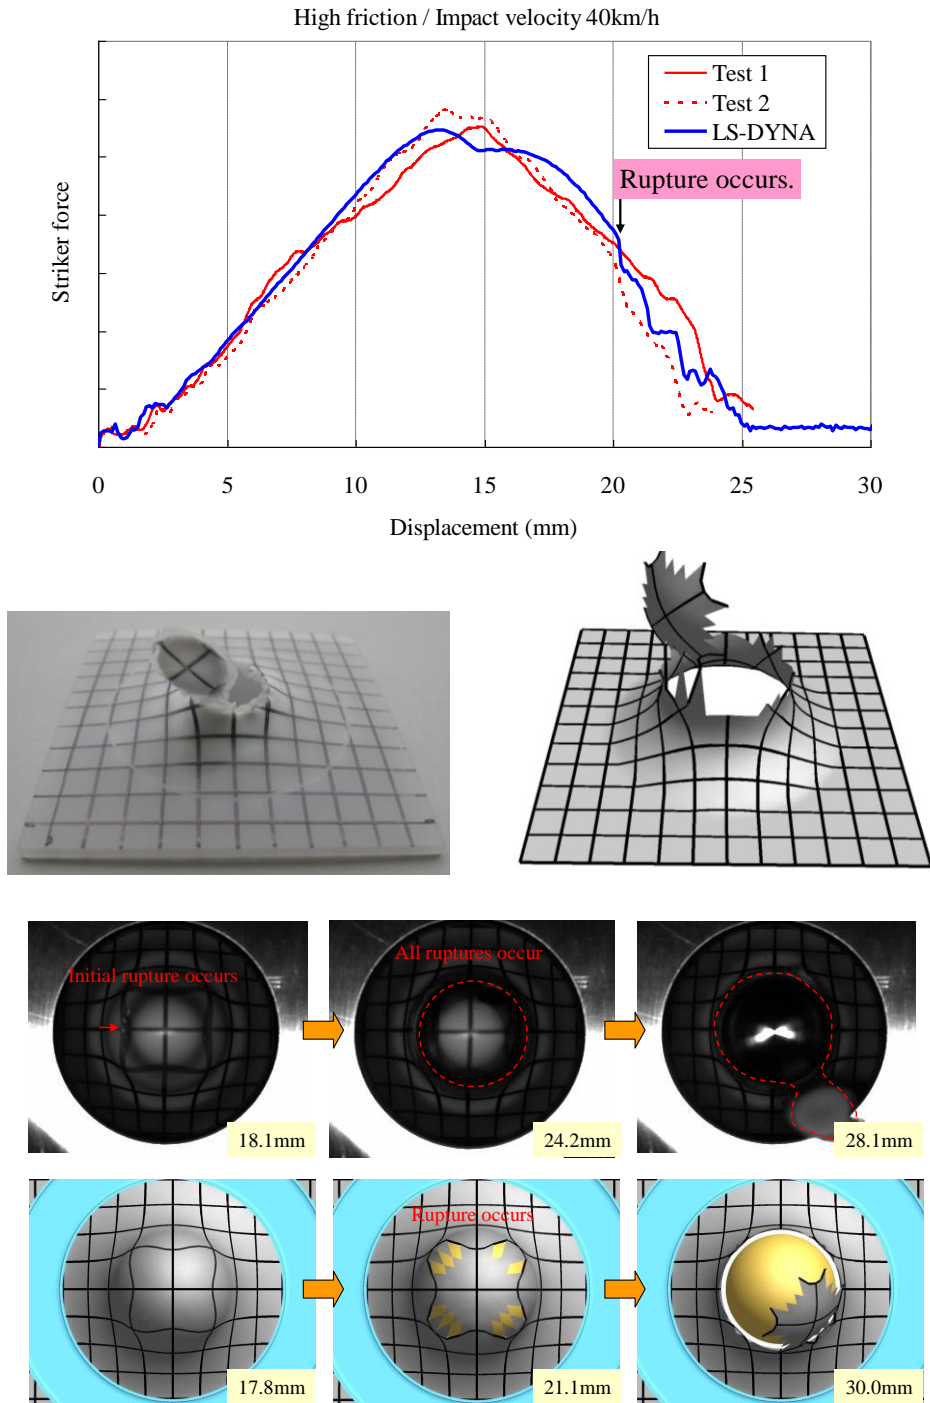 High friction / Impact velocity 40km/h
Test 1
Test 2
LS-DYNA
Rupture occurs.
Striker force
0 5 10 15 20 25 30
Displacement (mm)
Initial rupture occurs
All ruptures occur
18.1mm
24.2mm
28.1mm
Rupture occurs
17.8mm
21.1mm
30.0mm